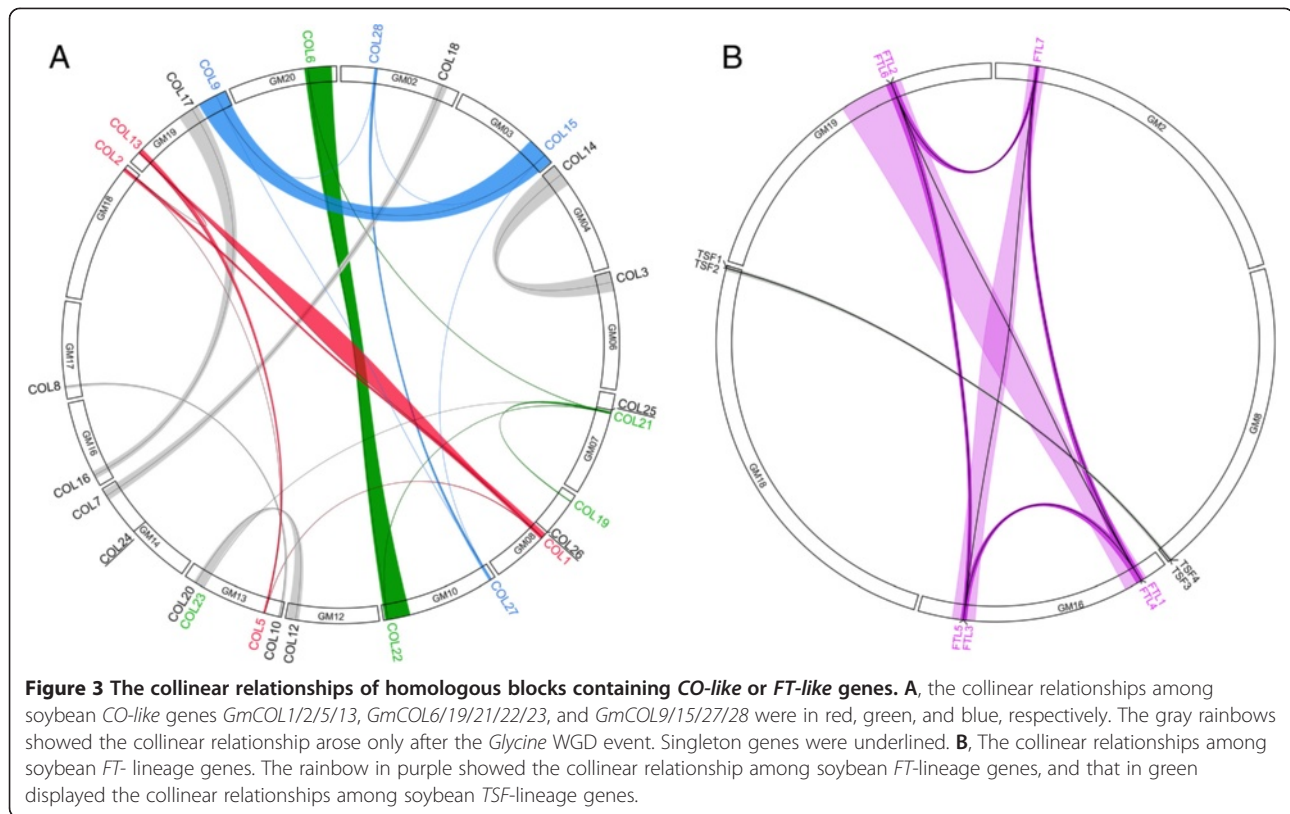 A
COL6
COL28
COL18
COL9
GM20
GM02
COL17
GM03
COL15
COL13
GM19
COL14
COL2
GM18
GM04
COL3
GM06
GM17
COL8
COL25
COL21
GM16
GM07
COL16
COL19
COL7
COL26
GM08
COL1
COL24
GM14
COL27
COL20
COL23
GM13
GM10
COL5
COL10
COL12
GM12
COL22
B
FTL2
FTL6
FTL7
GM19
GM2
TSF1
TSF2
GM8
GM18
TSF4
TSF3
GM16
FTL1
FTL4
FTL5
FTL3
Figure 3 The collinear relationships of homologous blocks containing CO-like or FT-like genes. A, the collinear relationships among
soybean CO-like genes GmCOL1/2/5/13, GmCOL6/19/21/22/23, and GmCOL9/15/27/28 were in red, green, and blue, respectively. The gray rainbows
showed the collinear relationship arose only after the Glycine WGD event. Singleton genes were underlined. B, The collinear relationships among
soybean FT- lineage genes. The rainbow in purple showed the collinear relationship among soybean FT-lineage genes, and that in green
displayed the collinear relationships among soybean TSF-lineage genes.